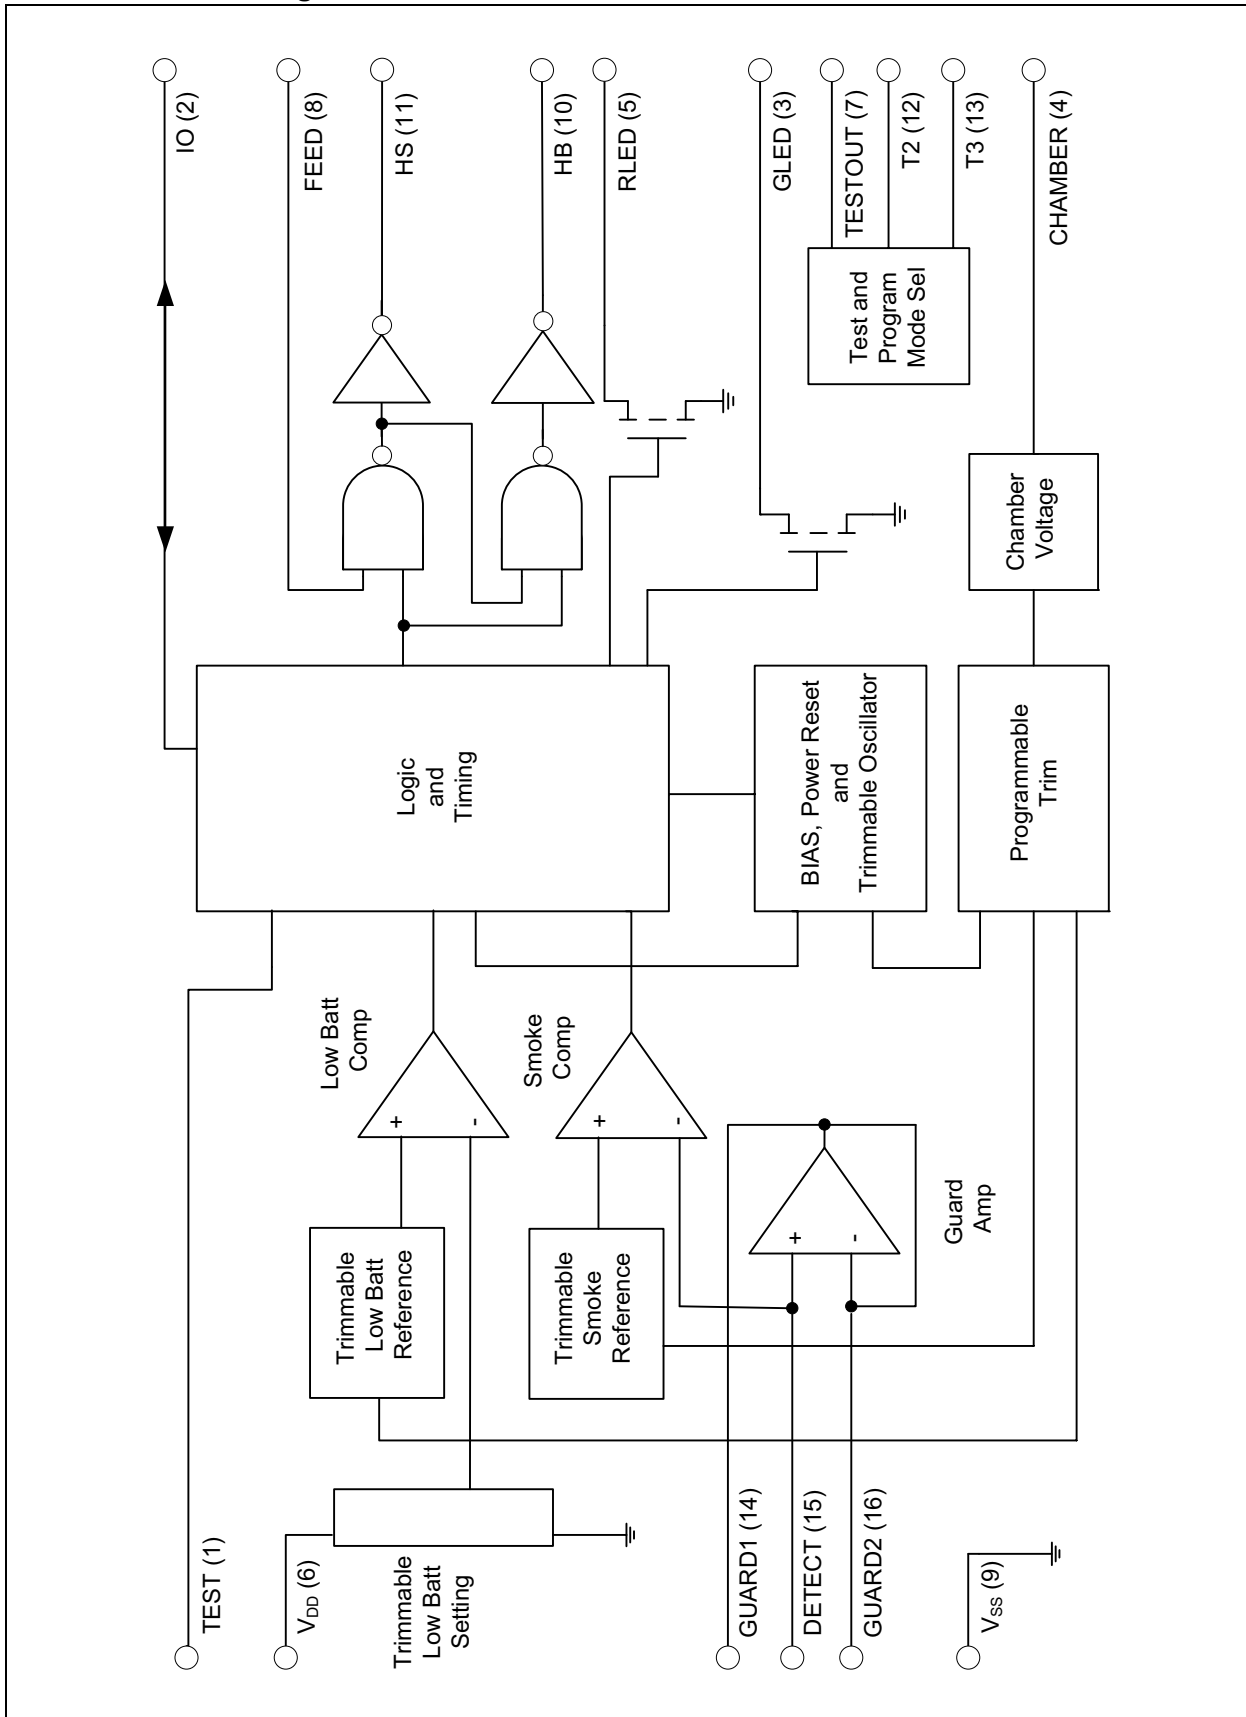 IO (2)
TEST (1)
V_DD (6)
FEED (8)
HS (11)
Trimmable
Low Batt
Setting
Trimmable
Low Batt
Reference
Low Batt
Comp
+
-
Logic
and
Timing
HB (10)
RLED (5)
Trimmable
Smoke
Reference
Smoke
Comp
+
-
GUARD1 (14)
DETECT (15)
GUARD2 (16)
+
-
Guard
Amp
BIAS, Power Reset
and
Trimmable Oscillator
GLED (3)
TESTOUT (7)
T2 (12)
T3 (13)
Test and
Program
Mode Sel
V_SS (9)
Programmable
Trim
Chamber
Voltage
CHAMBER (4)